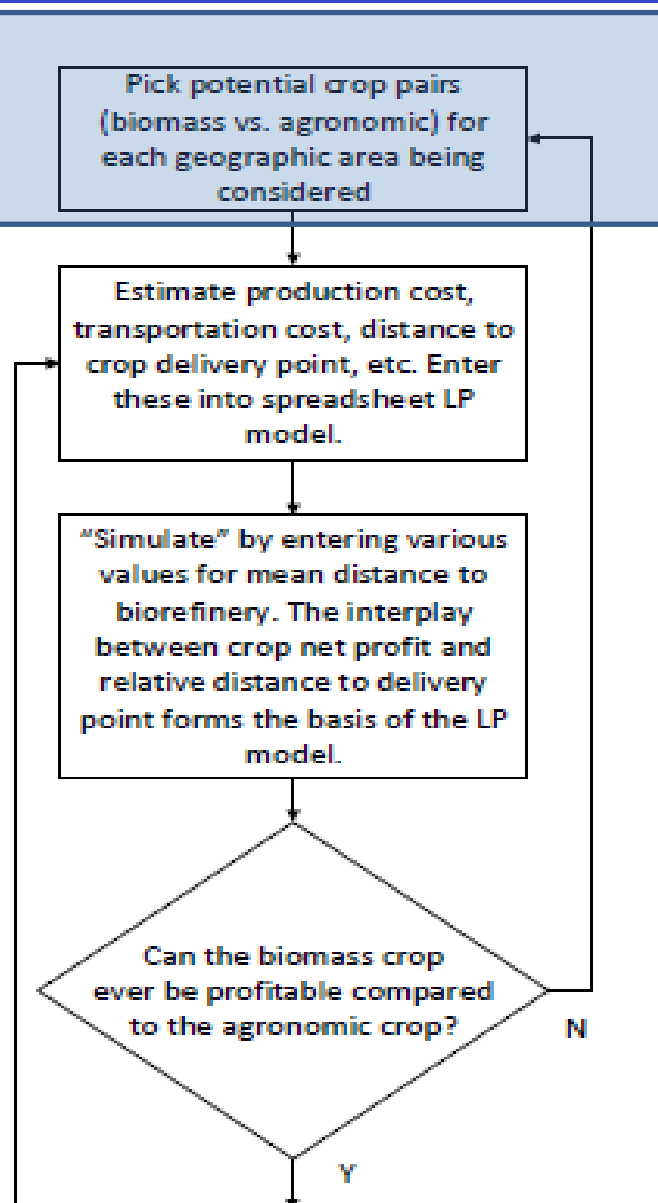 Pick potential crop pairs
(biomass vs. agronomic) for
each geographic area being
considered
Estimate production cost,
transportation cost, distance to
crop delivery point, etc. Enter
these into spreadsheet LP
model.
“Simulate” by entering various
values for mean distance to
biorefinery. The interplay
between crop net profit and
relative distance to delivery
point forms the basis of the LP
model.
Can the biomass crop
ever be profitable compared
to the agronomic crop?
N
Y